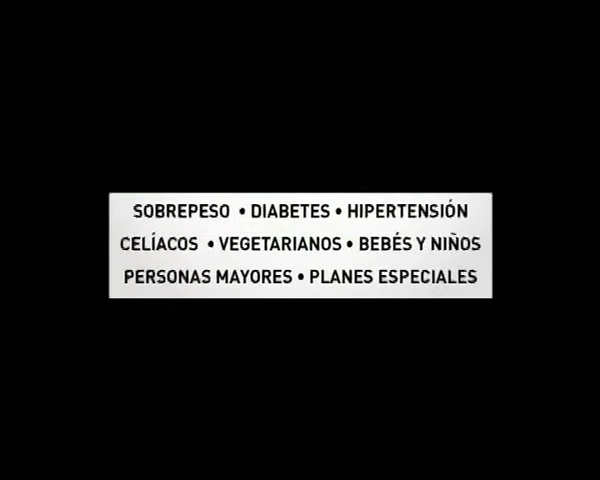 SOBREPESO • DIABETES • HIPERTENSIÓN
CELÍACOS • VEGETARIANOS • BEBÉS Y NIÑOS
PERSONAS MAYORES • PLANES ESPECIALES